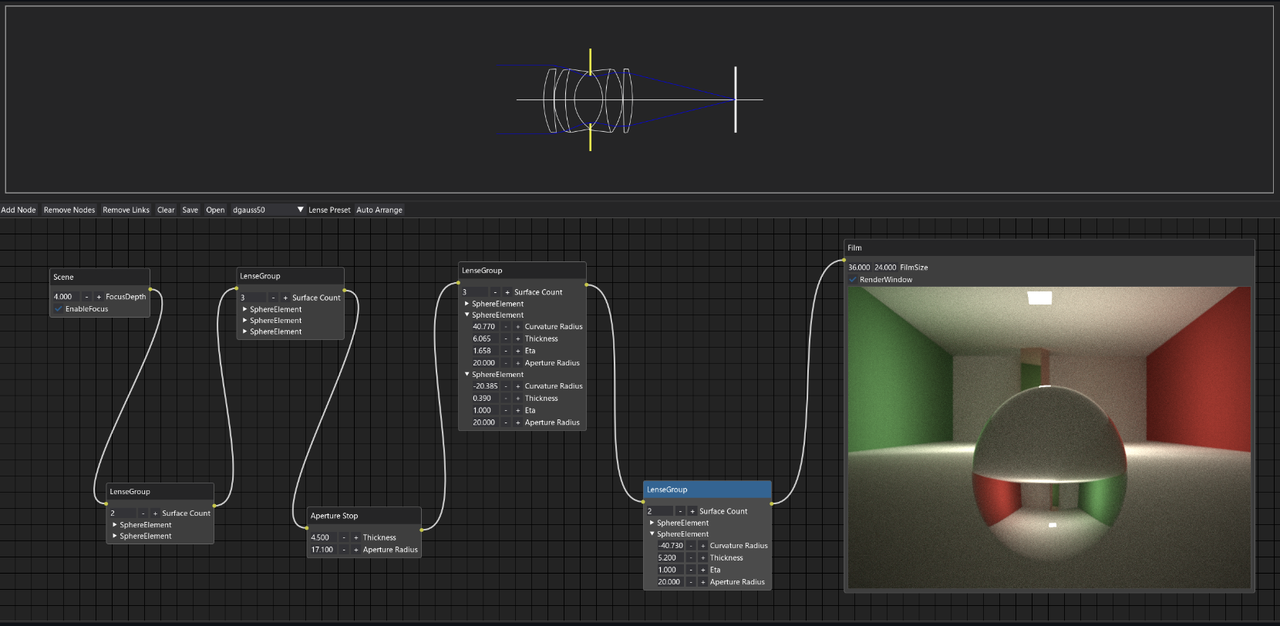 Add Node Remove Nodes Remove Links Clear Save Open dgauss50 Lense Preset Auto Arrange
Scene
4.000 - + FocusDepth
EnableFocus
LenseGroup
2 - + Surface Count
SphereElement
SphereElement
LenseGroup
3 - + Surface Count
SphereElement
SphereElement
SphereElement
Aperture Stop
4.500 - + Thickness
17.100 - + Aperture Radius
LenseGroup
3 - + Surface Count
SphereElement
SphereElement
40.770 - + Curvature Radius
6.065 - + Thickness
1.658 - + Eta
20.000 - + Aperture Radius
SphereElement
-20.385 - + Curvature Radius
0.390 - + Thickness
1.000 - + Eta
20.000 - + Aperture Radius
LenseGroup
2 - + Surface Count
SphereElement
SphereElement
-40.730 - + Curvature Radius
5.200 - + Thickness
1.000 - + Eta
20.000 - + Aperture Radius
Film
36.000 24.000 FilmSize
RenderWindow